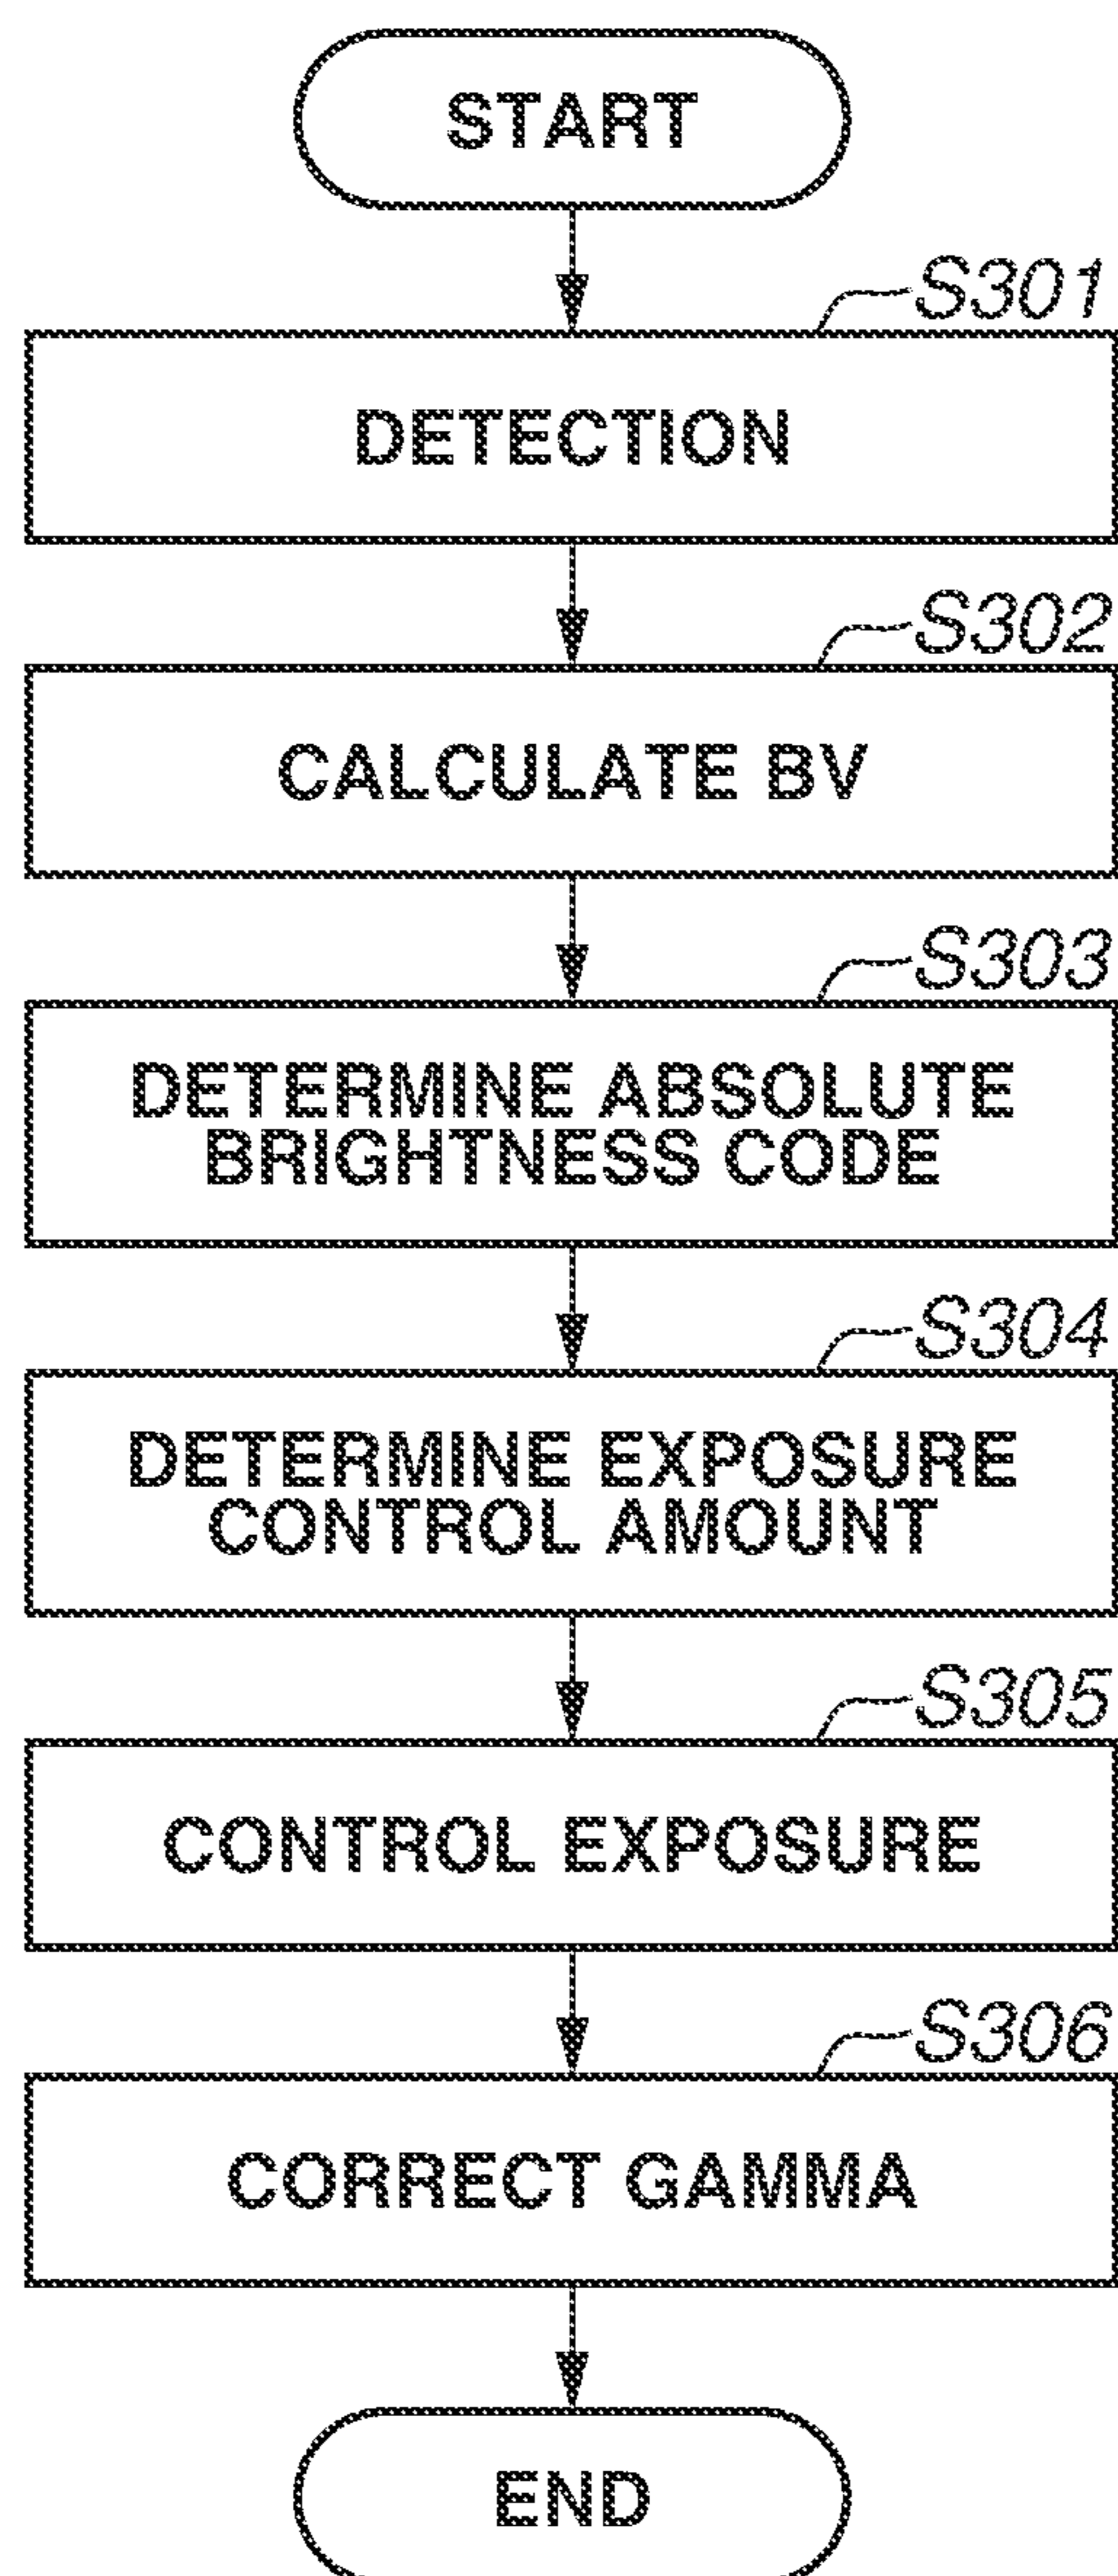 START
S301
DETECTION
S302
CALCULATE BV
S303
DETERMINE ABSOLUTE
BRIGHTNESS CODE
S304
DETERMINE EXPOSURE
CONTROL AMOUNT
S305
CONTROL EXPOSURE
S306
CORRECT GAMMA
END